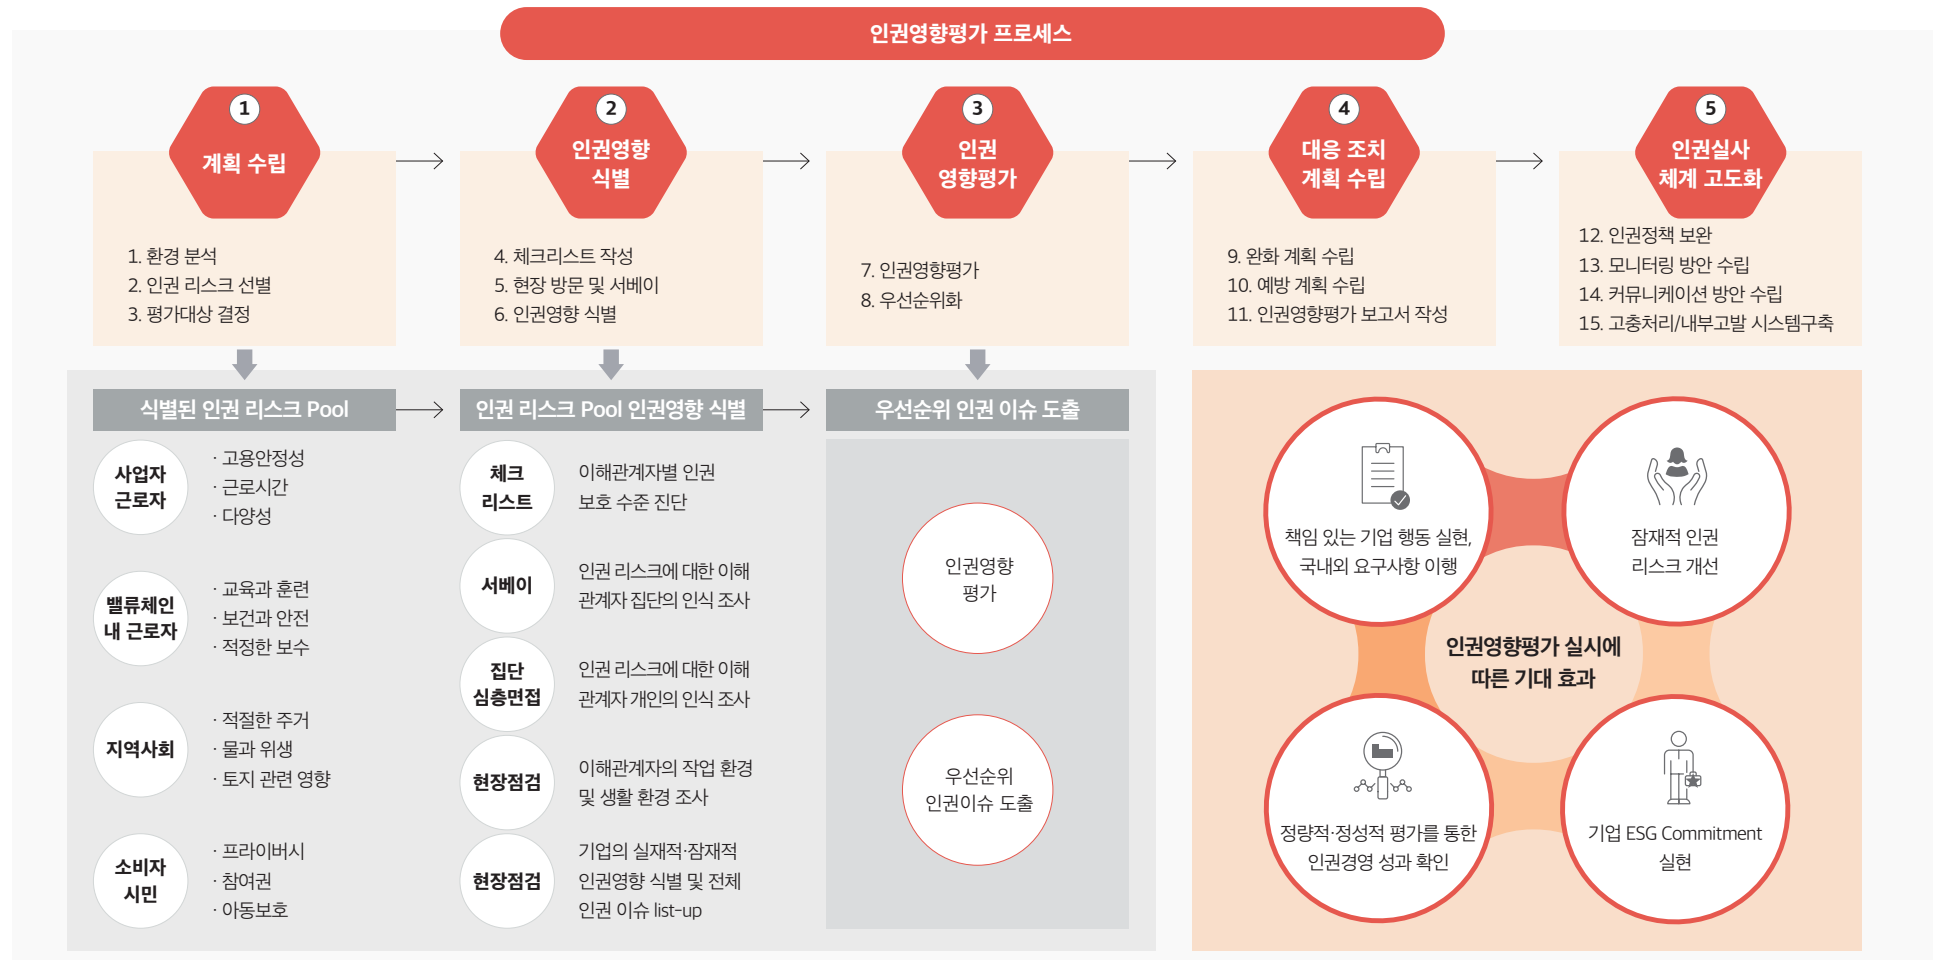 인권영향평가 프로세스
1
계획 수립
1. 환경 분석
2. 인권 리스크 선별
3. 평가대상 결정
2
인권영향
식별
4. 체크리스트 작성
5. 현장 방문 및 서베이
6. 인권영향 식별
3
인권
영향평가
7. 인권영향평가
8. 우선순위화
4
대응 조치
계획 수립
9. 완화 계획 수립
10. 예방 계획 수립
11. 인권영향평가 보고서 작성
5
인권실사
체계 고도화
12. 인권정책 보완
13. 모니터링 방안 수립
14. 커뮤니케이션 방안 수립
15. 고충처리/내부고발 시스템구축
식별된 인권 리스크 Pool
사업자
근로자
· 고용안정성
· 근로시간
· 다양성
밸류체인
내 근로자
· 교육과 훈련
· 보건과 안전
· 적정한 보수
지역사회
· 적절한 주거
· 물과 위생
· 토지 관련 영향
소비자
시민
· 프라이버시
· 참여권
· 아동보호
인권 리스크 Pool 인권영향 식별
체크
리스트
이해관계자별 인권
보호 수준 진단
서베이
인권 리스크에 대한 이해
관계자 집단의 인식 조사
집단
심층면접
인권 리스크에 대한 이해
관계자 개인의 인식 조사
현장점검
이해관계자의 작업 환경
및 생활 환경 조사
현장점검
기업의 실재적·잠재적
인권영향 식별 및 전체
인권 이슈 list-up
우선순위 인권 이슈 도출
인권영향
평가
우선순위
인권이슈 도출
책임 있는 기업 행동 실현,
국내외 요구사항 이행
잠재적 인권
리스크 개선
인권영향평가 실시에
따른 기대 효과
정량적·정성적 평가를 통한
인권경영 성과 확인
기업 ESG Commitment
실현